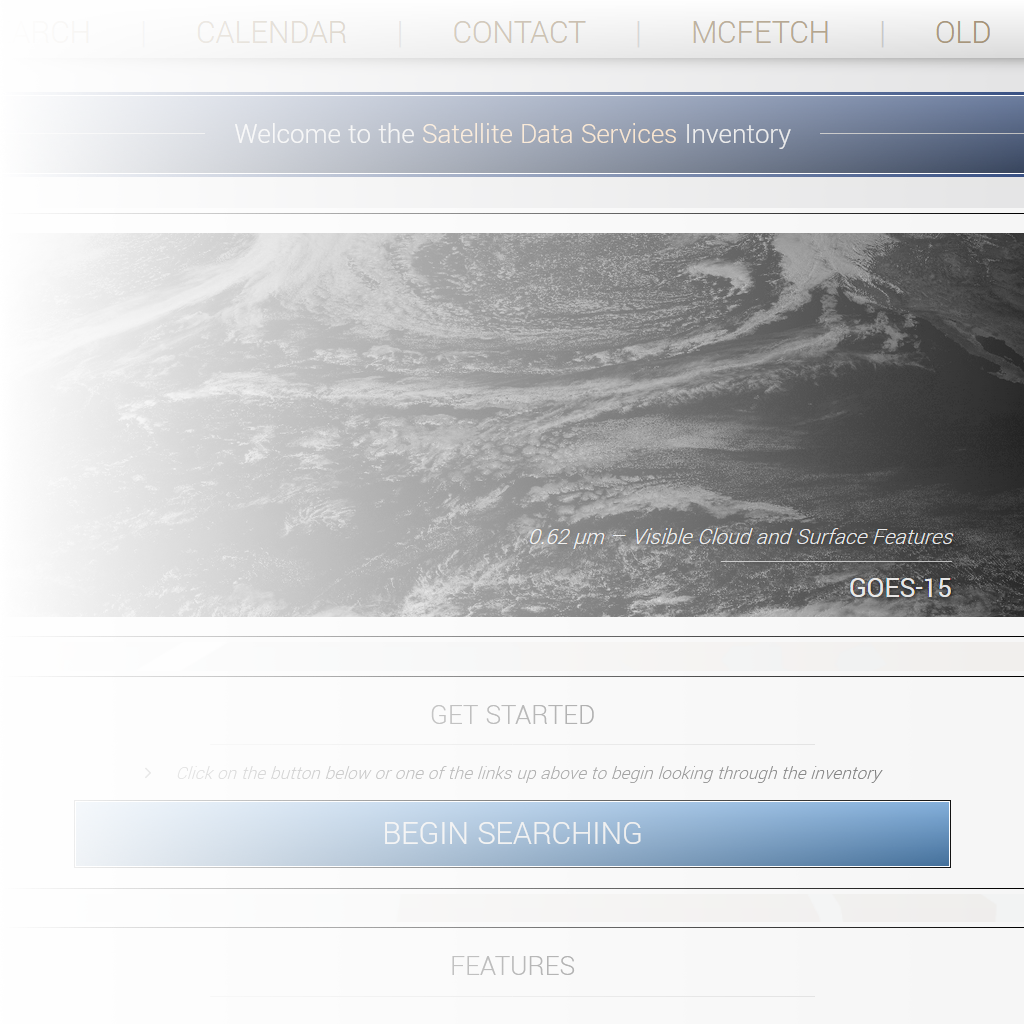 CALENDAR | CONTACT | MCFETCH | OLD
Welcome to the Satellite Data Services Inventory
0.62 µm – Visible Cloud and Surface Features
GOES-15
GET STARTED
Click on the button below or one of the links up above to begin looking through the inventory
BEGIN SEARCHING
FEATURES